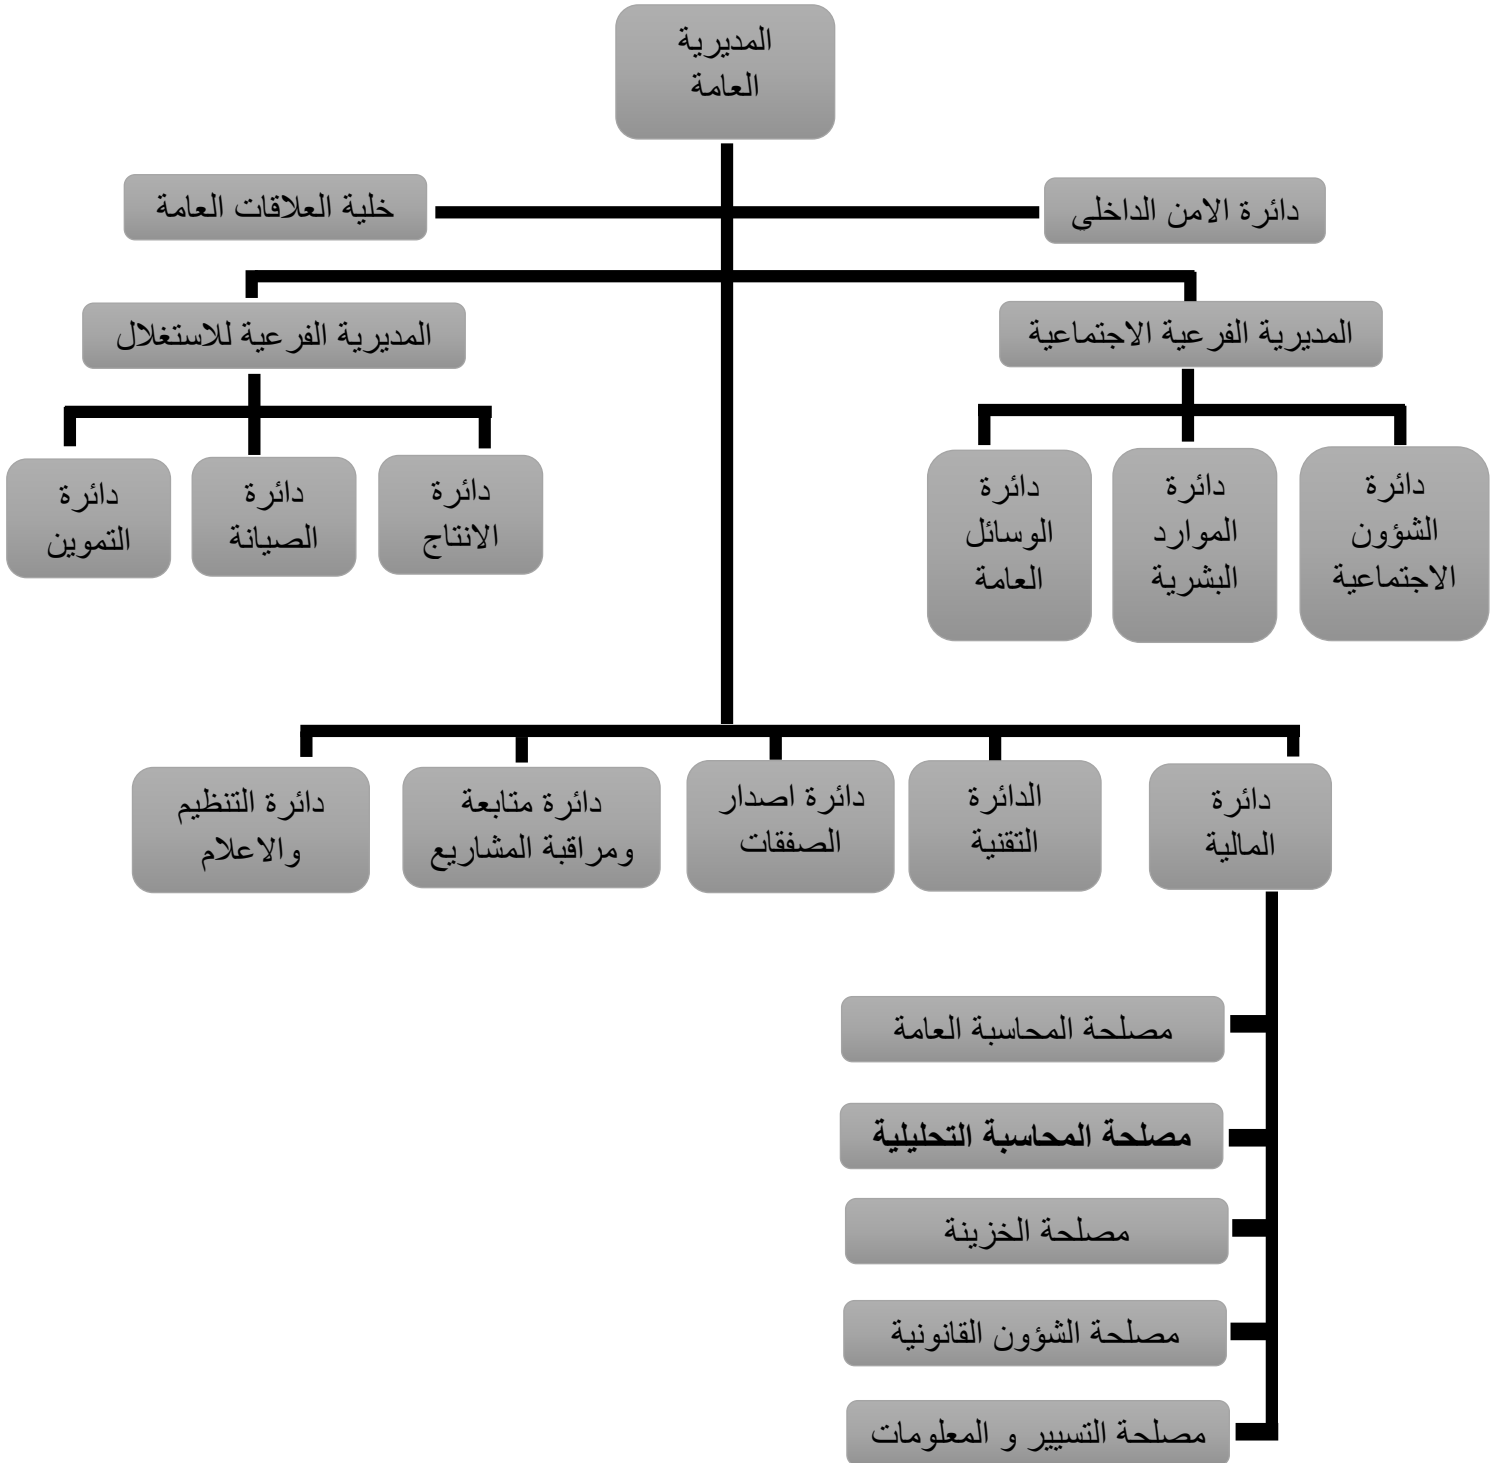 المديرية
العامة
دائرة الامن الداخلي
خلية العلاقات العامة
المديرية الفرعية الاجتماعية
المديرية الفرعية للاستغلال
دائرة
الشؤون
الاجتماعية
دائرة
الموارد
البشرية
دائرة
الوسائل
العامة
دائرة
الانتاج
دائرة
الصيانة
دائرة
التموين
دائرة
المالية
الدائرة
التقنية
دائرة اصدار
الصفقات
دائرة متابعة
ومراقبة المشاريع
دائرة التنظيم
والاعلام
مصلحة المحاسبة العامة
مصلحة المحاسبة التحليلية
مصلحة الخزينة
مصلحة الشؤون القانونية
مصلحة التسيير و المعلومات